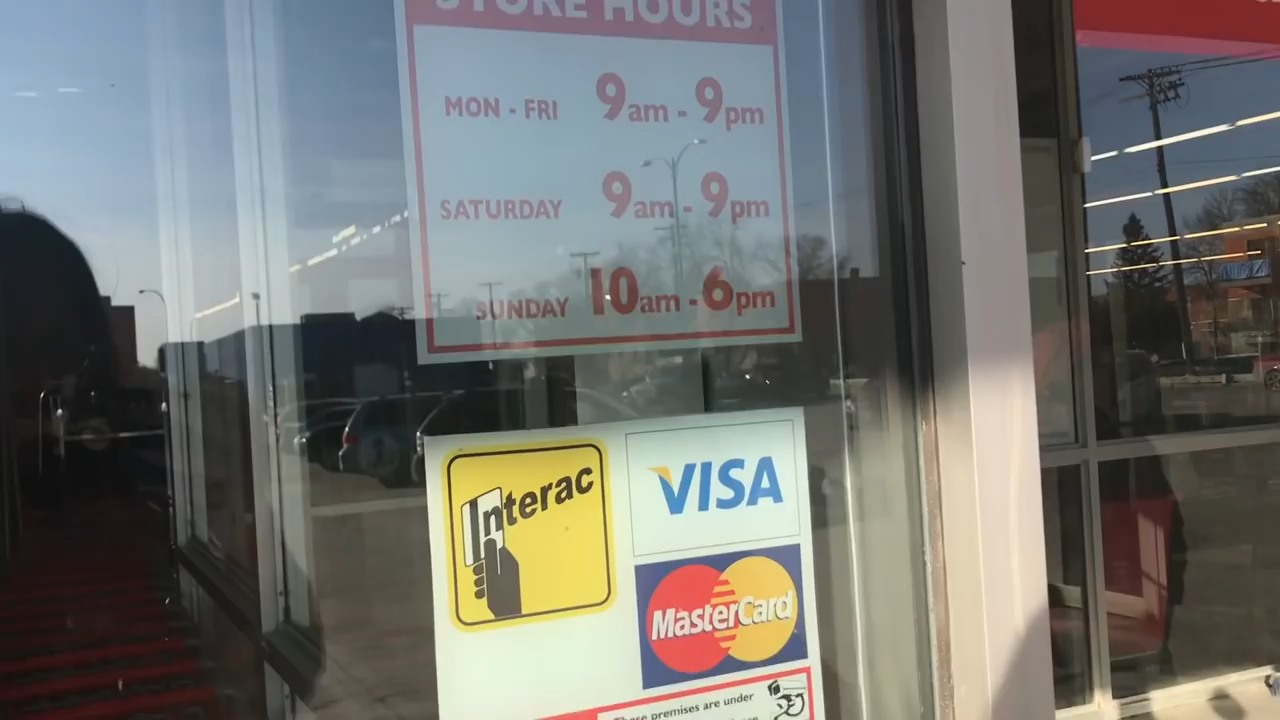 STORE HOURS
MON - FRI 9am - 9pm
SATURDAY 9am - 9pm
SUNDAY 10am - 6pm
Interac
VISA
MasterCard
These premises are under